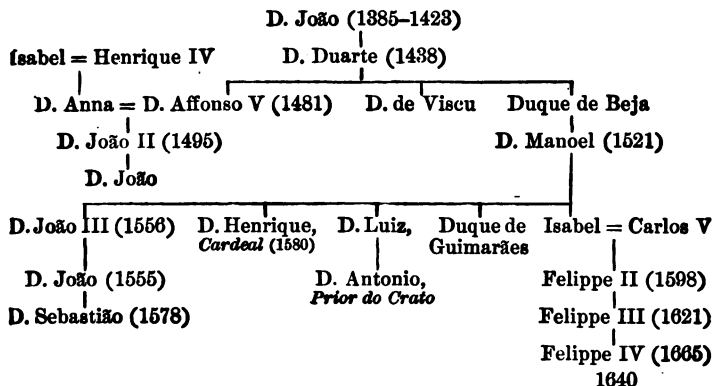 D. João (1385–1423)
Isabel = Henrique IV D. Duarte (1438)
D. Anna = D. Affonso V (1481) D. de Viscu Duque de Beja
D. João II (1495) D. Manoel (1521)
D. João
D. João III (1556) D. Henrique, D. Luiz, Duque de Isabel = Carlos V
Cardeal (1580) Guimarães
D. João (1555) D. Antonio, Felippe II (1598)
Prior do Crato
D. Sebastião (1578) Felippe III (1621)
Felippe IV (1665)
1640